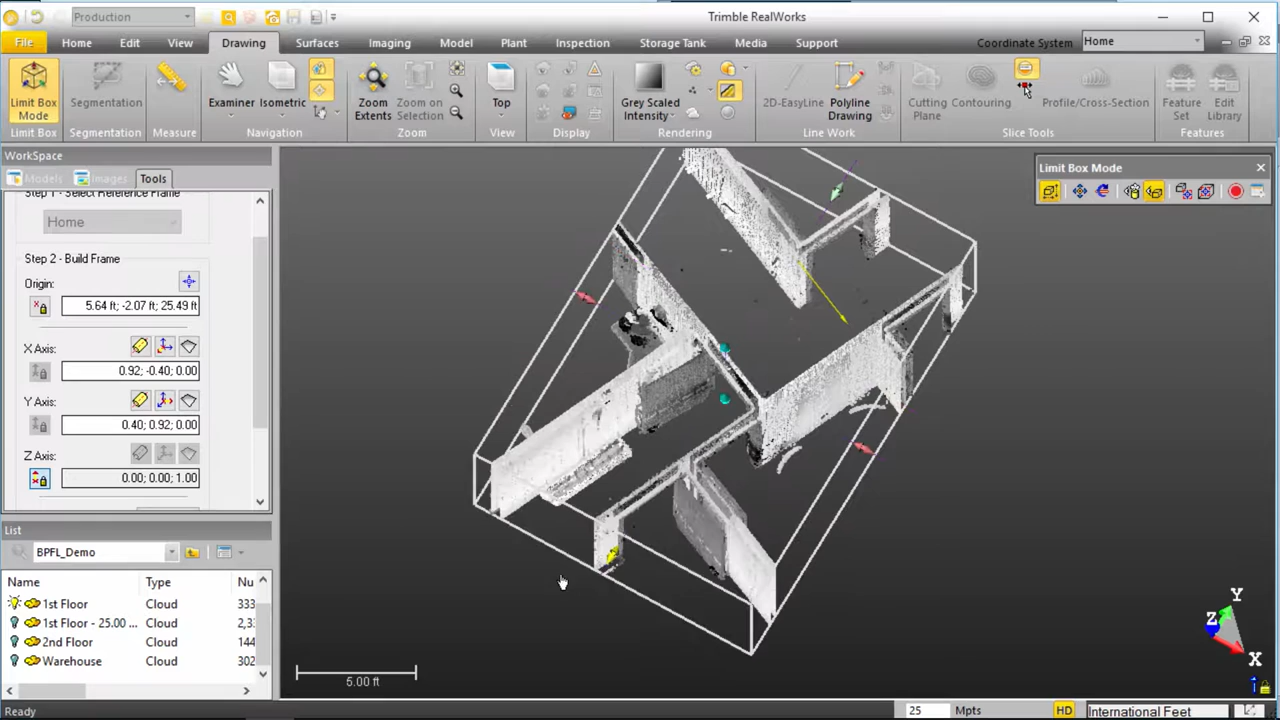 Production
Trimble RealWorks
File
Home
Edit
View
Drawing
Surfaces
Imaging
Model
Plant
Inspection
Storage Tank
Media
Support
Coordinate System
Home
Limit Box Mode
Segmentation
Examiner
Isometric
Zoom Extents
Zoom on Selection
Top
Grey Scaled Intensity
2D-EasyLine
Polyline Drawing
Cutting Plane
Contouring
Profile/Cross-Section
Feature Set
Edit Library
Limit Box
Segmentation
Measure
Navigation
Zoom
View
Display
Rendering
Line Work
Slice Tools
Features
WorkSpace
Models
Images
Tools
Step 1 - Select Reference Frame
Home
Step 2 - Build Frame
Origin:
5.64 ft; -2.07 ft; 25.49 ft
X Axis:
0.92; -0.40; 0.00
Y Axis:
0.40; 0.92; 0.00
Z Axis:
0.00; 0.00; 1.00
List
BPFL_Demo
Name Type Nu
1st Floor Cloud 333
1st Floor - 25.00 ... Cloud 2,3
2nd Floor Cloud 144
Warehouse Cloud 302
Limit Box Mode
5.00 ft
Y
Z
X
Ready
25 Mpts HD International Feet